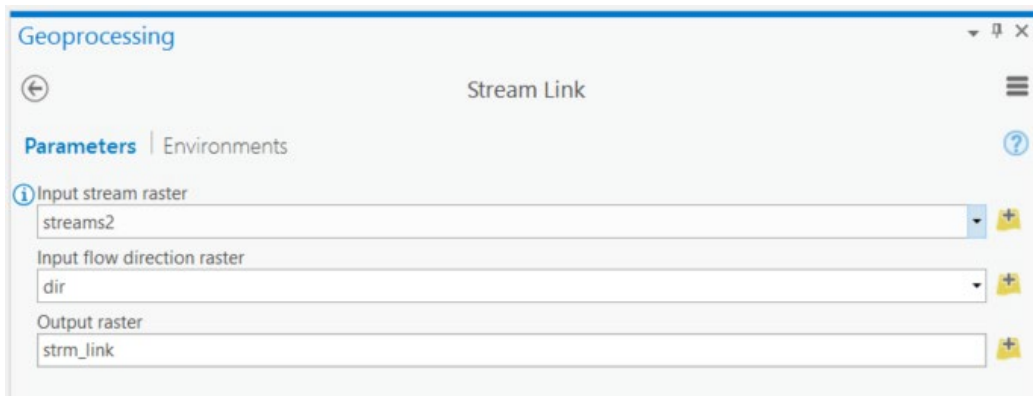 Geoprocessing
Stream Link
Parameters | Environments
Input stream raster
streams2
Input flow direction raster
dir
Output raster
strm_link